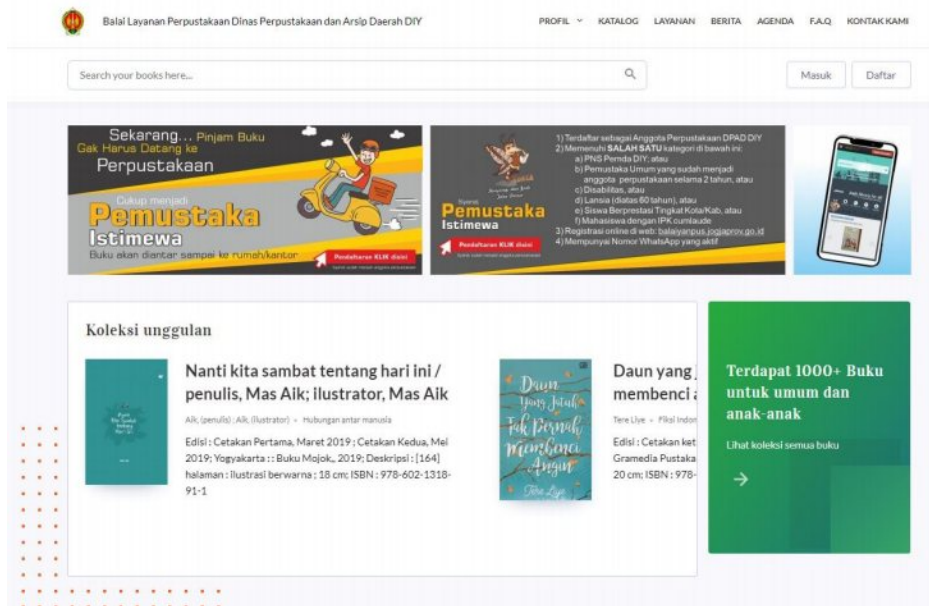 Balai Layanan Perpustakaan Dinas Perpustakaan dan Arsip Daerah DIY
PROFIL KATALOG LAYANAN BERITA AGENDA F.A.Q KONTAK KAMI
Search your books here...
Masuk Daftar
Sekarang... Pinjam Buku
Gak Harus Datang ke
Perpustakaan
Cukup menjadi
Pemustaka
Istimewa
Buku akan diantar sampai ke rumah/kantor
Pendaftaran KLIK disini
Syarat
Pemustaka
Istimewa
Pendaftaran KLIK disini
1) Terdaftar sebagai Anggota Perpustakaan DPAD DIY
2) Memenuhi SALAH SATU kategori di bawah ini:
a) PNS Pemda DIY; atau
b) Pemustaka Umum yang sudah menjadi
anggota perpustakaan selama 2 tahun, atau
c) Disabilitas, atau
d) Lansia (diatas 60 tahun), atau
e) Siswa Berprestasi Tingkat Kota/Kab, atau
f) Mahasiswa dengan IPK cumlaude
3) Registrasi online di web: balaiyanpus.jogjaprov.go.id
4) Mempunyai Nomor WhatsApp yang aktif
Koleksi unggulan
Nanti kita sambat tentang hari ini /
penulis, Mas Aik; ilustrator, Mas Aik
Aik, (penulis) ; Aik, (ilustrator) • Hubungan antar manusia
Edisi : Cetakan Pertama, Maret 2019 ; Cetakan Kedua, Mei
2019; Yogyakarta :: Buku Mojok,, 2019; Deskripsi : [164]
halaman : ilustrasi berwarna ; 18 cm; ISBN : 978-602-1318-
91-1
Daun
Yang Jatuh
Tak Pernah
Membenci
Angin
Tere Liye
Daun yang
membenci
Tere Liye • Fiksi Indon
Edisi : Cetakan ket
Gramedia Pustaka
20 cm; ISBN : 978-
Terdapat 1000+ Buku
untuk umum dan
anak-anak
Lihat koleksi semua buku